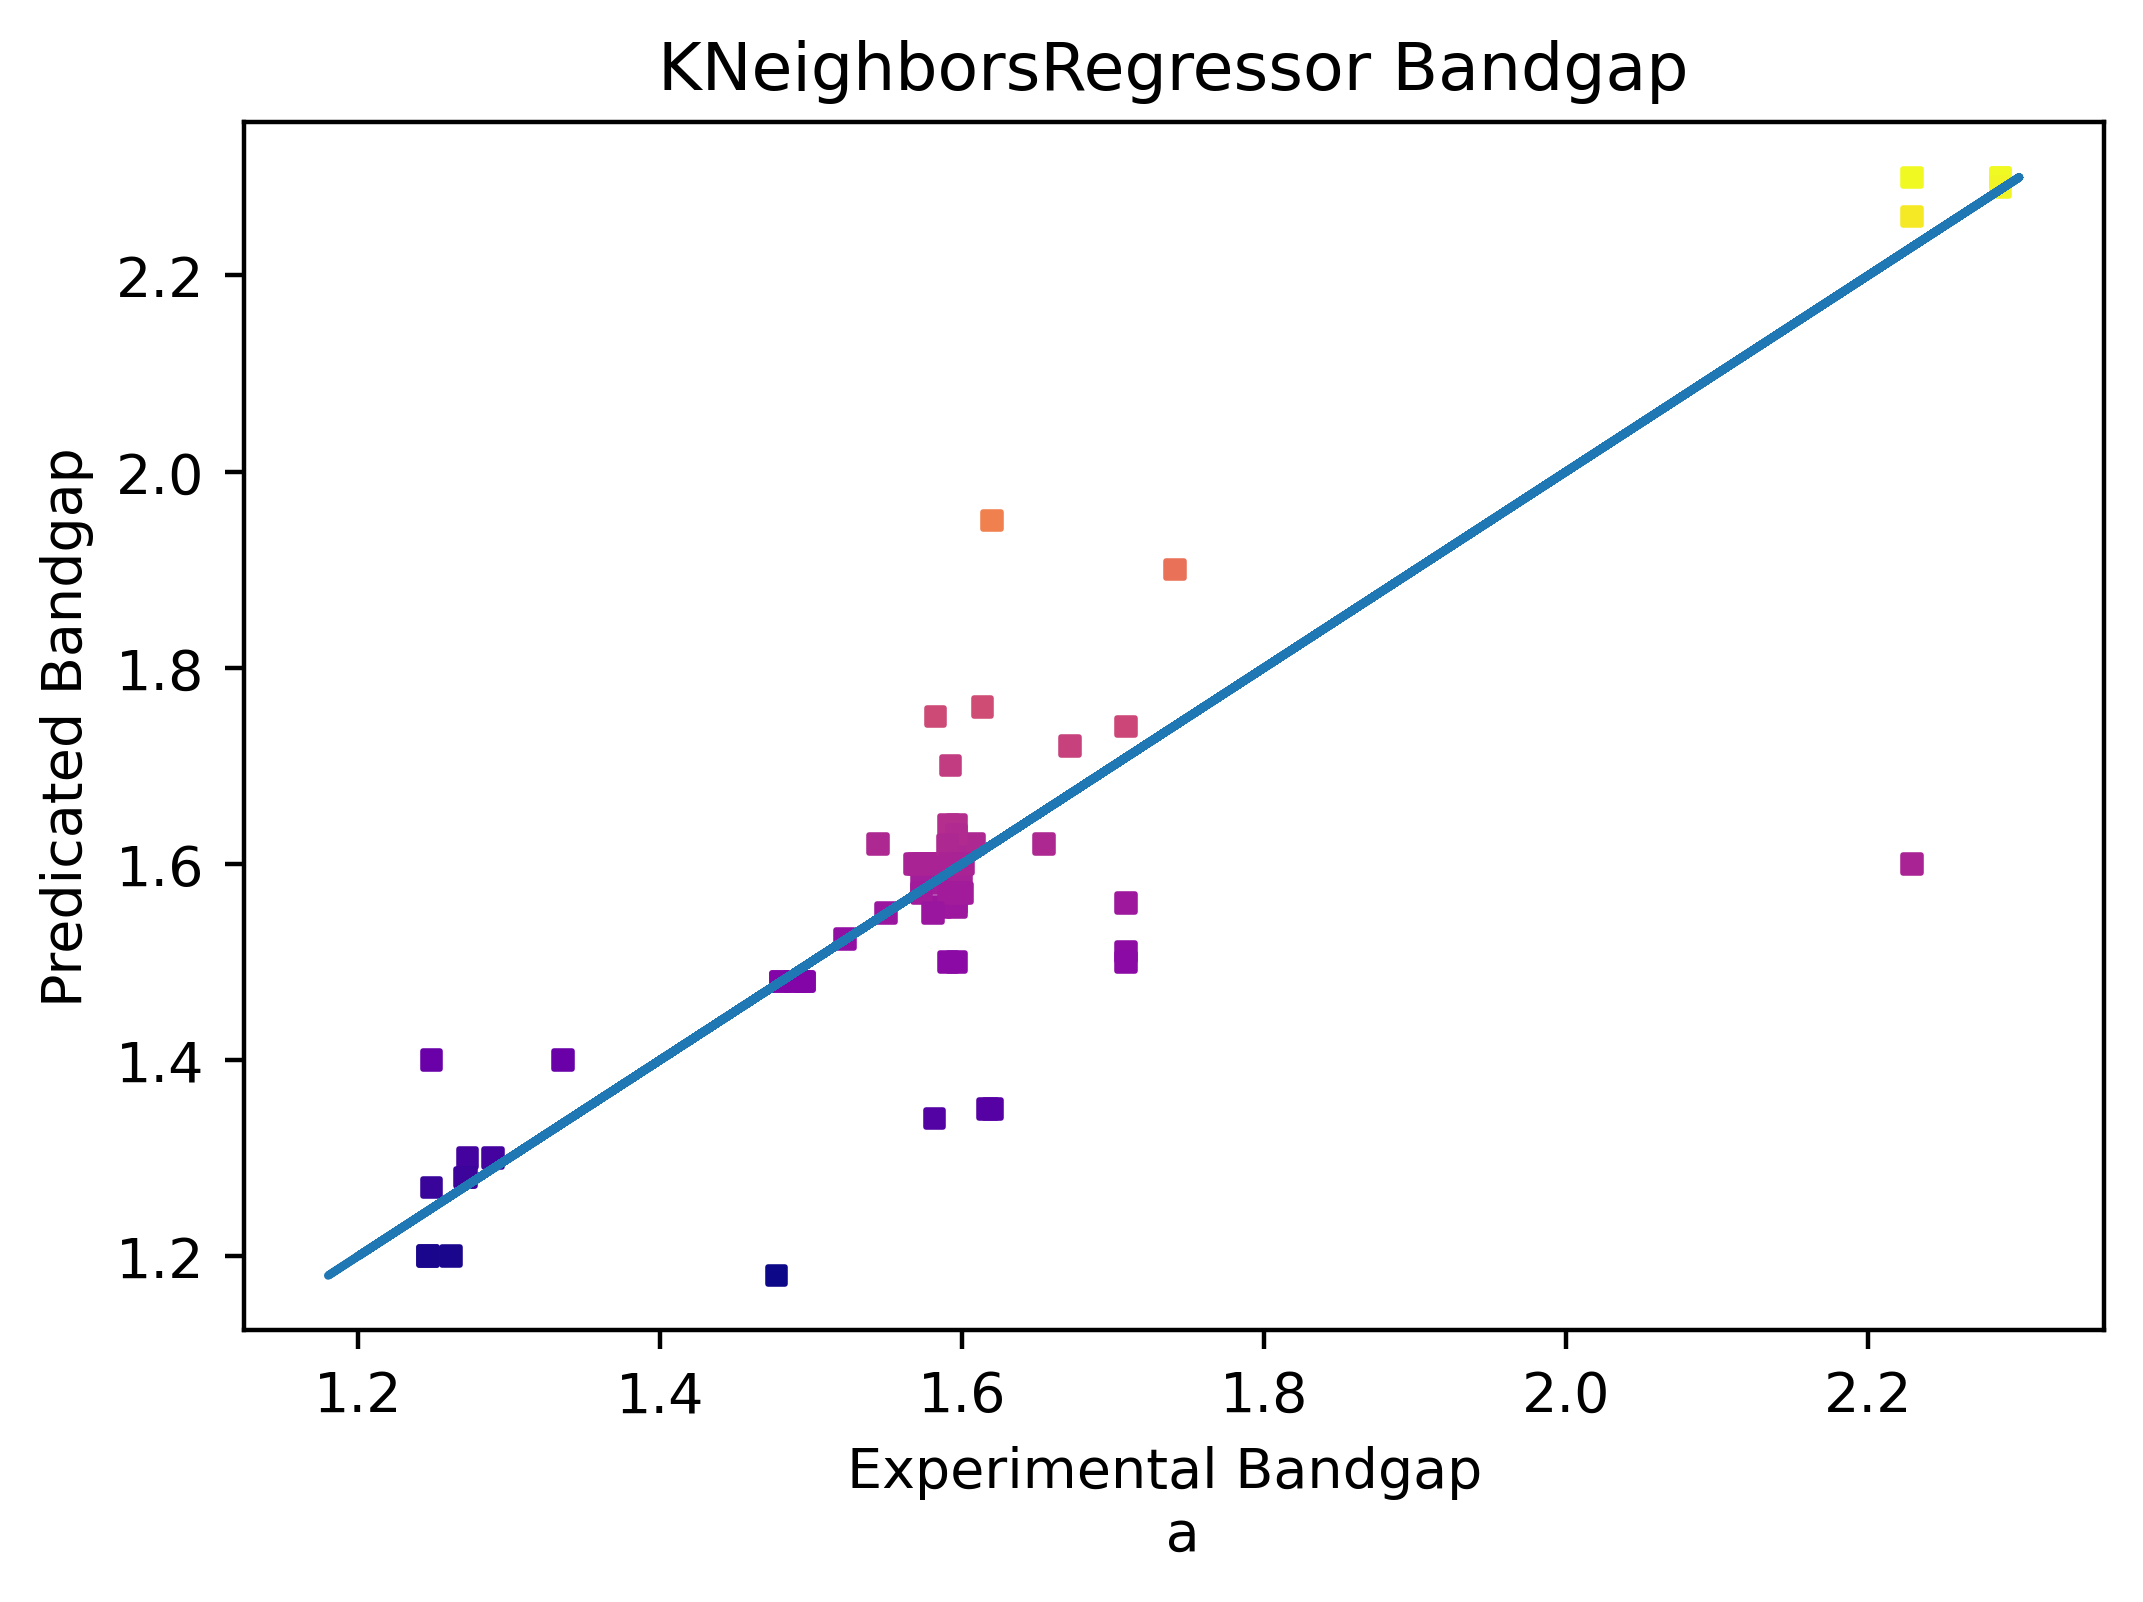 KNeighborsRegressor Bandgap
Predicated Bandgap
2.2
2.0
1.8
1.6
1.4
1.2
1.2 1.4 1.6 1.8 2.0 2.2
Experimental Bandgap
a